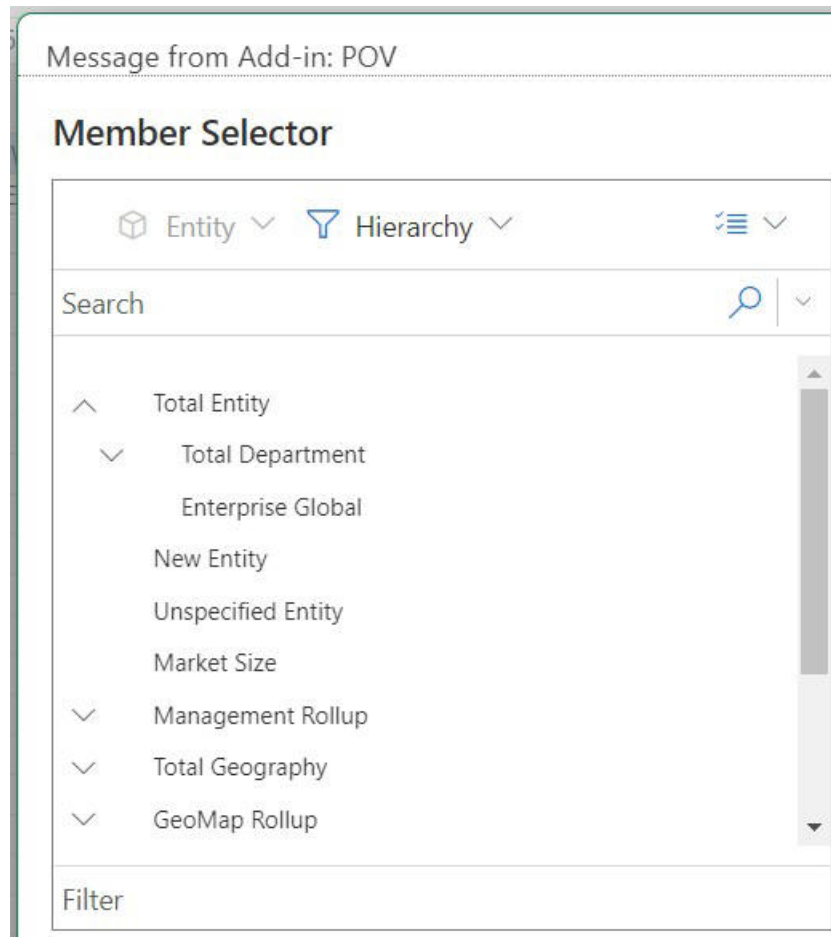 Message from Add-in: POV
Member Selector
Entity Hierarchy
Search
Total Entity
Total Department
Enterprise Global
New Entity
Unspecified Entity
Market Size
Management Rollup
Total Geography
GeoMap Rollup
Filter